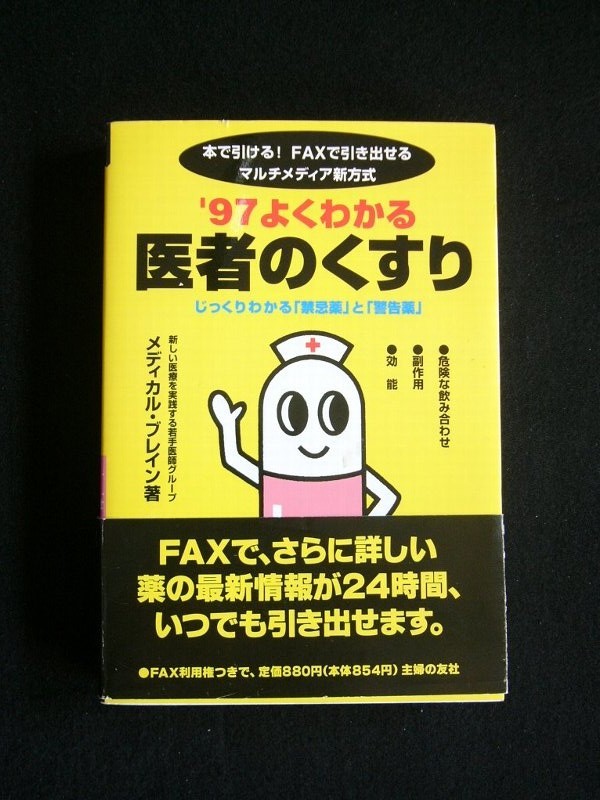 本で引ける! FAXで引き出せる
マルチメディア新方式
'97よくわかる
医者のくすり
じっくりわかる「禁忌薬」と「警告薬」
●危険な飲み合わせ
●副作用
●効 能
新しい医療を実践する若手医師グループ
メディカル・ブレイン著
FAXで、さらに詳しい
薬の最新情報が24時間、
いつでも引き出せます。
●FAX利用権つきで、定価880円(本体854円) 主婦の友社